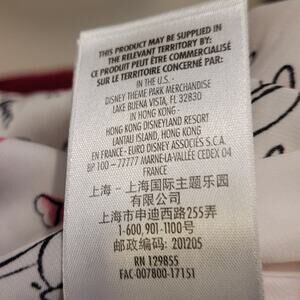 THIS PRODUCT MAY BE SUPPLIED IN
THE RELEVANT TERRITORY BY:
CE PRODUIT PEUT ÊTRE COMMERCIALISÉ
SUR LE TERRITOIRE CONCERNÉ PAR:
IN THE U.S. -
DISNEY THEME PARK MERCHANDISE
LAKE BUENA VISTA, FL 32830
IN HONG KONG -
HONG KONG DISNEYLAND RESORT
LANTAU ISLAND, HONG KONG
EN FRANCE - EURO DISNEY ASSOCIÉS S.C.A.
BP 100 - 77777 MARNE-LA-VALLÉE CEDEX 04
FRANCE
上海 - 上海国际主题乐园
有限公司
上海市申迪西路255弄
1-600,901-1100号
邮政编码: 201205
RN 129855
FAC-007800-17151